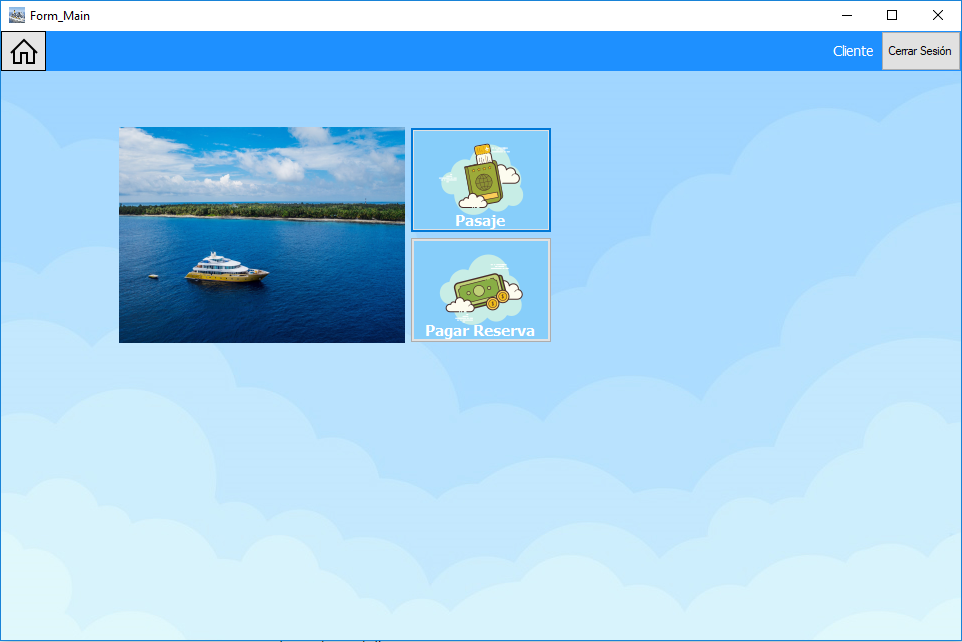 Form_Main
Cliente
Cerrar Sesión
Pasaje
Pagar Reserva